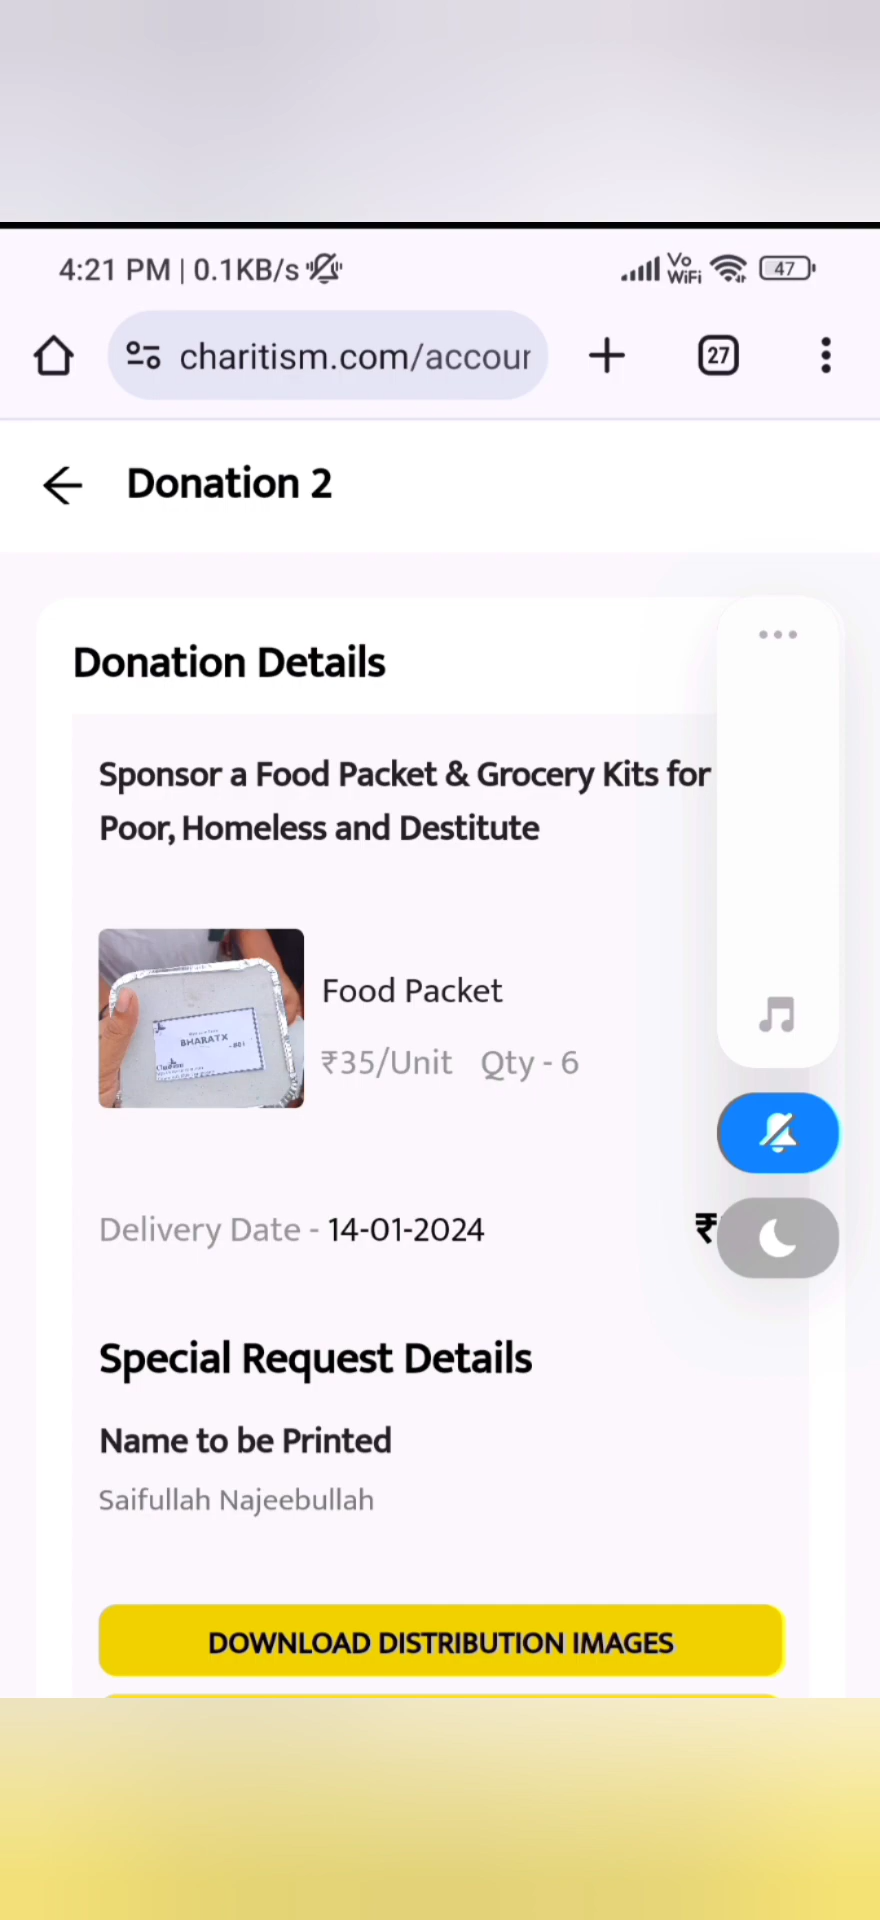 4:21 PM | 0.1KB/s
Vo
WiFi
47
charitism.com/accour
27
Donation 2
Donation Details
Sponsor a Food Packet & Grocery Kits for
Poor, Homeless and Destitute
BHARATX
Food Packet
₹35/Unit Qty - 6
Delivery Date - 14-01-2024
₹
Special Request Details
Name to be Printed
Saifullah Najeebullah
DOWNLOAD DISTRIBUTION IMAGES